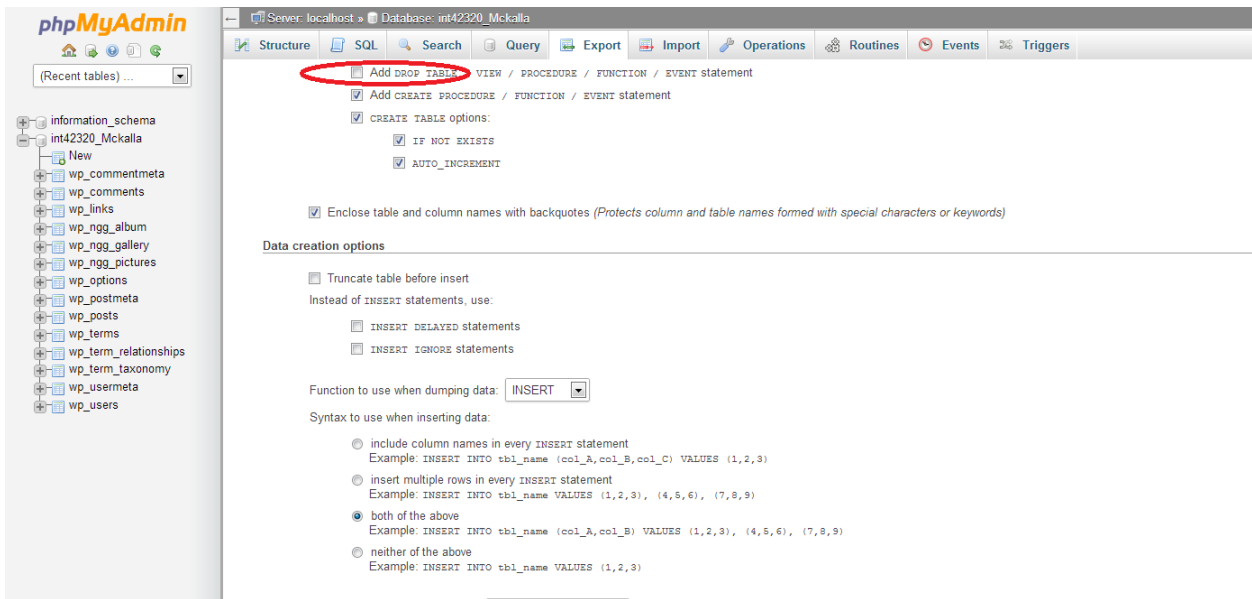 phpMyAdmin
(Recent tables) ...
information_schema
int42320_Mckalla
New
wp_commentmeta
wp_comments
wp_links
wp_ngg_album
wp_ngg_gallery
wp_ngg_pictures
wp_options
wp_postmeta
wp_posts
wp_terms
wp_term_relationships
wp_term_taxonomy
wp_usermeta
wp_users
Server: localhost » Database: int42320_Mckalla
Structure SQL Search Query Export Import Operations Routines Events Triggers
Add DROP TABLE / VIEW / PROCEDURE / FUNCTION / EVENT statement
Add CREATE PROCEDURE / FUNCTION / EVENT statement
CREATE TABLE options:
IF NOT EXISTS
AUTO_INCREMENT
Enclose table and column names with backquotes (Protects column and table names formed with special characters or keywords)
Data creation options
Truncate table before insert
Instead of INSERT statements, use:
INSERT DELAYED statements
INSERT IGNORE statements
Function to use when dumping data: INSERT
Syntax to use when inserting data:
include column names in every INSERT statement
Example: INSERT INTO tbl_name (col_A,col_B,col_C) VALUES (1,2,3)
insert multiple rows in every INSERT statement
Example: INSERT INTO tbl_name VALUES (1,2,3), (4,5,6), (7,8,9)
both of the above
Example: INSERT INTO tbl_name (col_A,col_B) VALUES (1,2,3), (4,5,6), (7,8,9)
neither of the above
Example: INSERT INTO tbl_name VALUES (1,2,3)